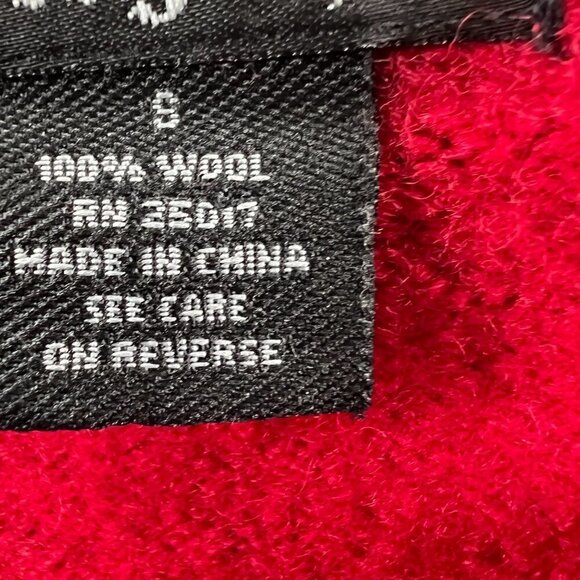 S
100% WOOL
RN 25017
MADE IN CHINA
SEE CARE
ON REVERSE